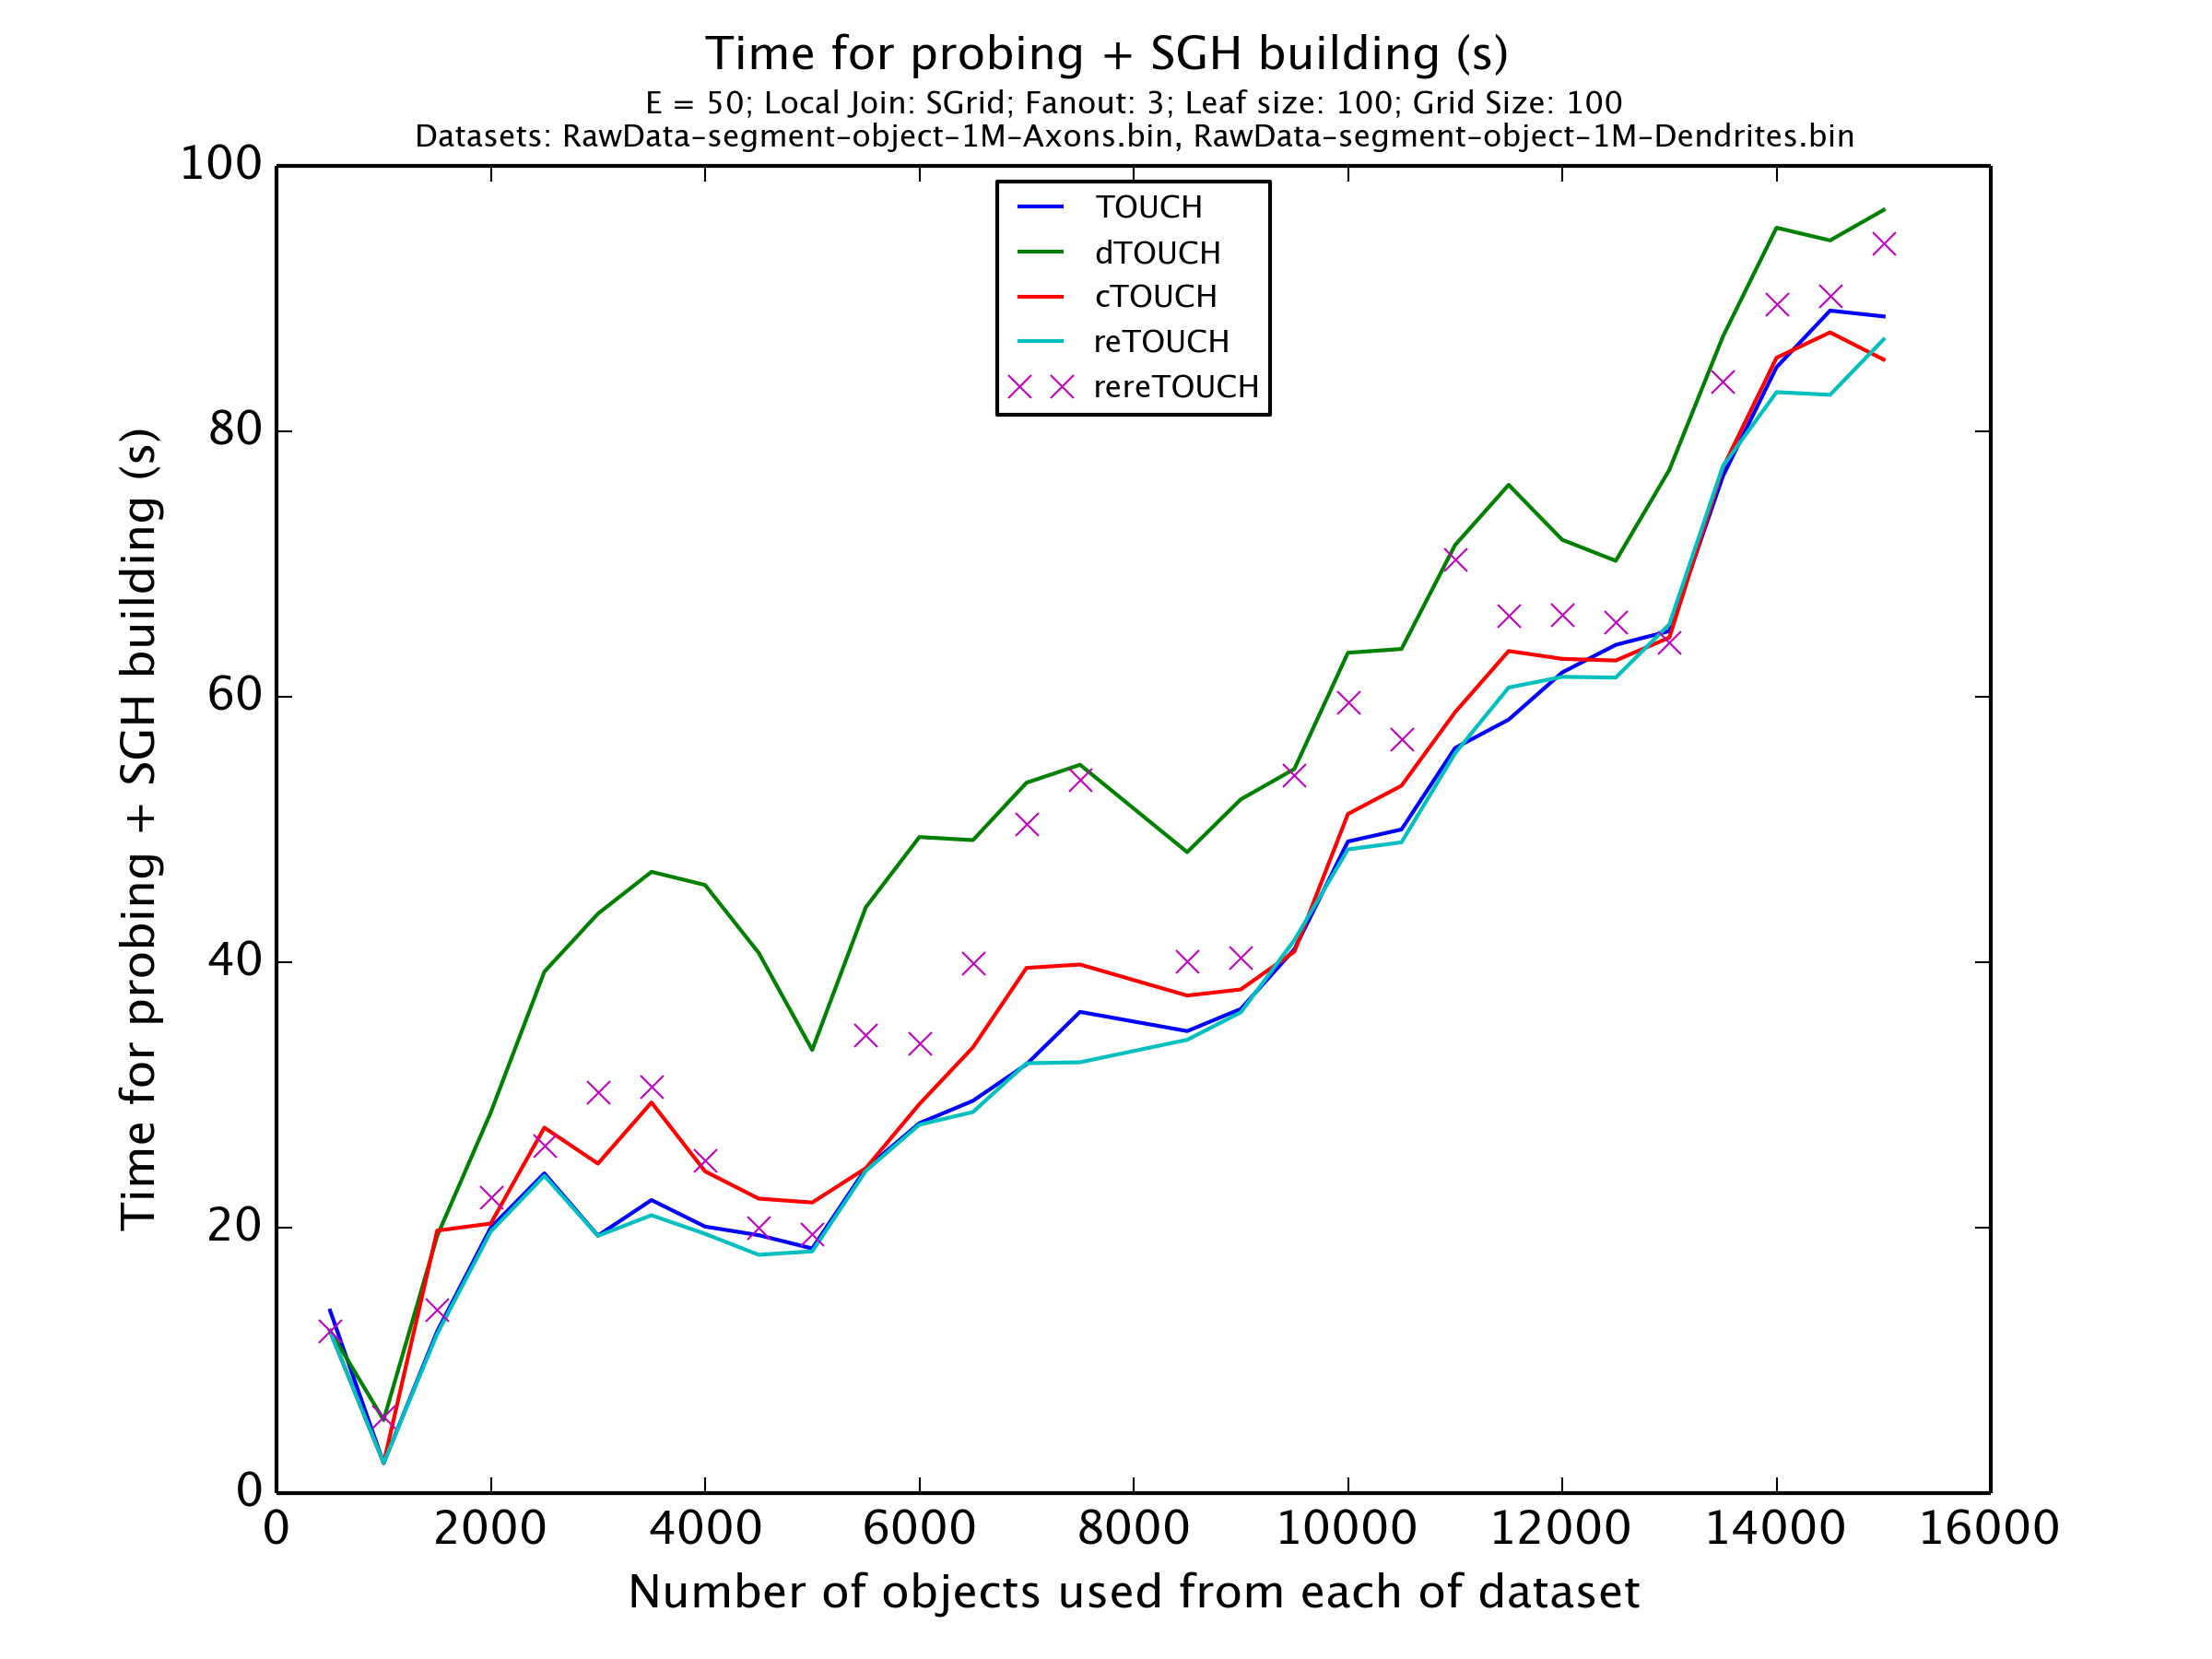 Time for probing + SGH building (s)
E = 50; Local Join: SGrid; Fanout: 3; Leaf size: 100; Grid Size: 100
Datasets: RawData-segment-object-1M-Axons.bin, RawData-segment-object-1M-Dendrites.bin
TOUCH
dTOUCH
cTOUCH
reTOUCH
rereTOUCH
Time for probing + SGH building (s)
100
80
60
40
20
0
0 2000 4000 6000 8000 10000 12000 14000 16000
Number of objects used from each of dataset